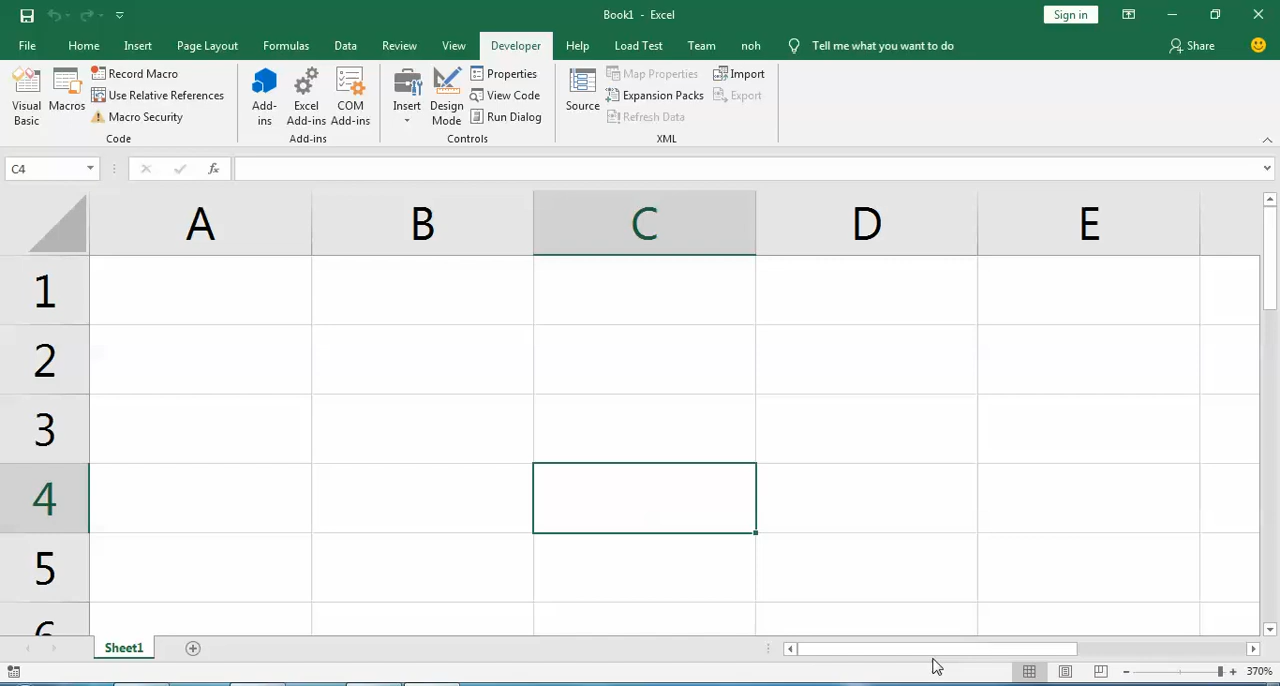 Book1 - Excel
Sign in
File Home Insert Page Layout Formulas Data Review View Developer Help Load Test Team noh Tell me what you want to do Share
Visual Basic
Macros
Record Macro
Use Relative References
Macro Security
Code
Add-ins
Excel Add-ins
COM Add-ins
Add-ins
Insert
Design Mode
Properties
View Code
Run Dialog
Controls
Source
Map Properties
Expansion Packs
Refresh Data
Import
Export
XML
C4
fx
A B C D E
1
2
3
4
5
6
Sheet1
370%